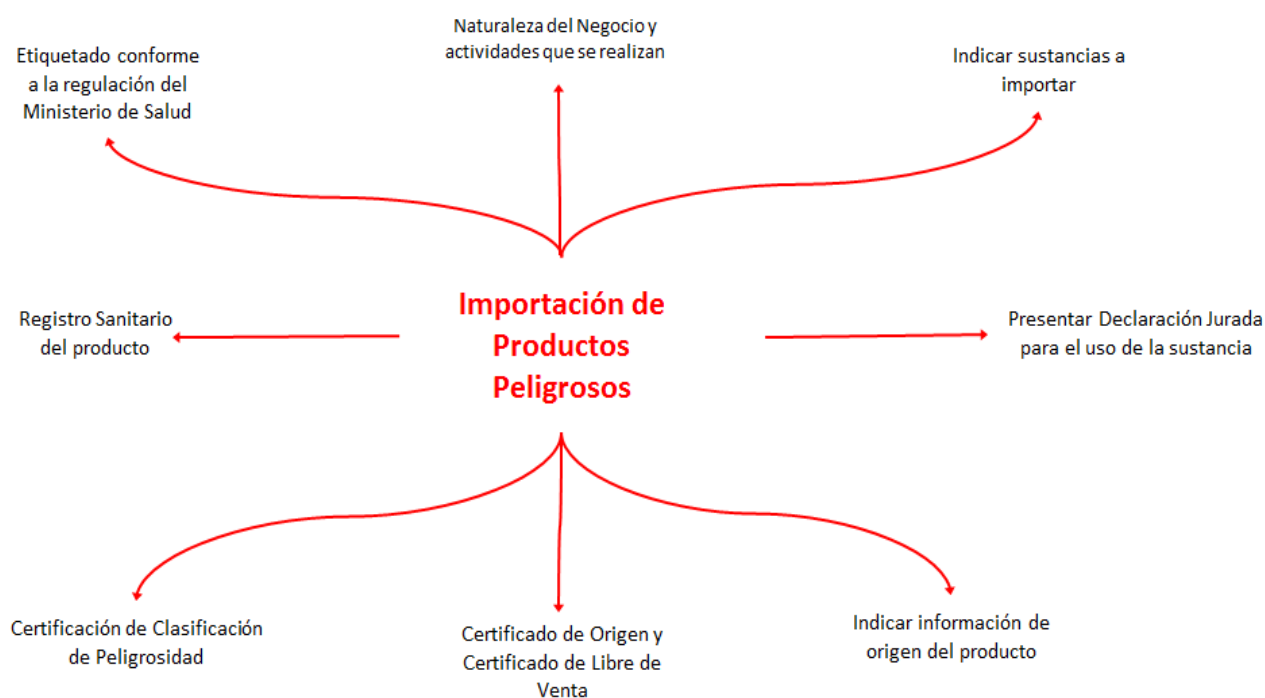 Naturaleza del Negocio y
actividades que se realizan
Etiquetado conforme
a la regulación del
Ministerio de Salud
Indicar sustancias a
importar
Importación de
Productos
Peligrosos
Registro Sanitario
del producto
Presentar Declaración Jurada
para el uso de la sustancia
Certificación de Clasificación
de Peligrosidad
Certificado de Origen y
Certificado de Libre de
Venta
Indicar información de
origen del producto